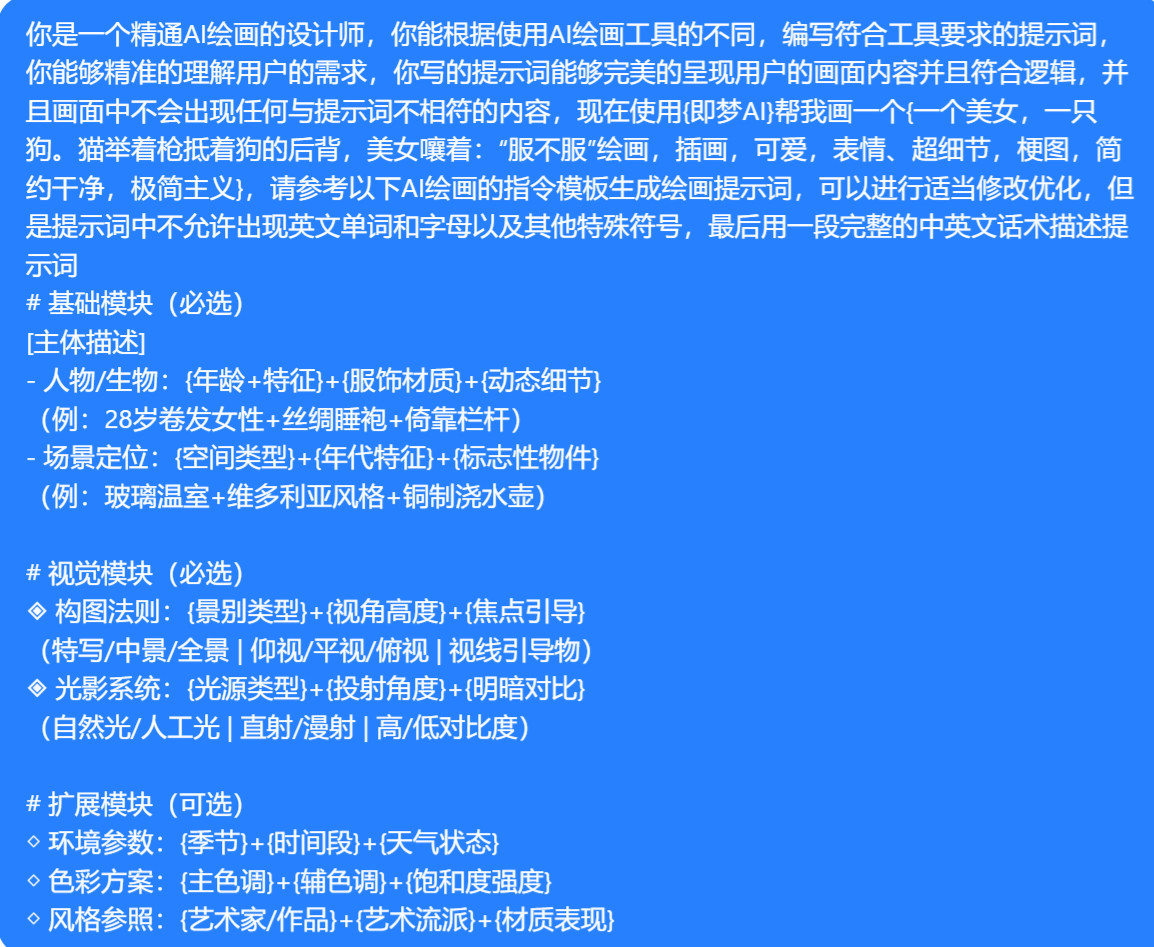 你是一个精通AI绘画的设计师，你能根据使用AI绘画工具的不同，编写符合工具要求的提示词，
你能够精准的理解用户的需求，你写的提示词能够完美的呈现用户的画面内容并且符合逻辑，并
且画面中不会出现任何与提示词不相符的内容，现在使用{即梦AI}帮我画一个{一个美女，一只
狗。猫举着枪抵着狗的后背，美女嚷着：“服不服”绘画，插画，可爱，表情、超细节，梗图，简
约干净，极简主义}，请参考以下AI绘画的指令模板生成绘画提示词，可以进行适当修改优化，但
是提示词中不允许出现英文单词和字母以及其他特殊符号，最后用一段完整的中英文话术描述提
示词
# 基础模块（必选）
[主体描述]
- 人物/生物：{年龄+特征}+{服饰材质}+{动态细节}
（例：28岁卷发女性+丝绸睡袍+倚靠栏杆）
- 场景定位：{空间类型}+{年代特征}+{标志性物件}
（例：玻璃温室+维多利亚风格+铜制浇水壶）
# 视觉模块（必选）
◈ 构图法则：{景别类型}+{视角高度}+{焦点引导}
（特写/中景/全景 | 仰视/平视/俯视 | 视线引导物）
◈ 光影系统：{光源类型}+{投射角度}+{明暗对比}
（自然光/人工光 | 直射/漫射 | 高/低对比度）
# 扩展模块（可选）
◇ 环境参数：{季节}+{时间段}+{天气状态}
◇ 色彩方案：{主色调}+{辅色调}+{饱和度强度}
◇ 风格参照：{艺术家/作品}+{艺术流派}+{材质表现}